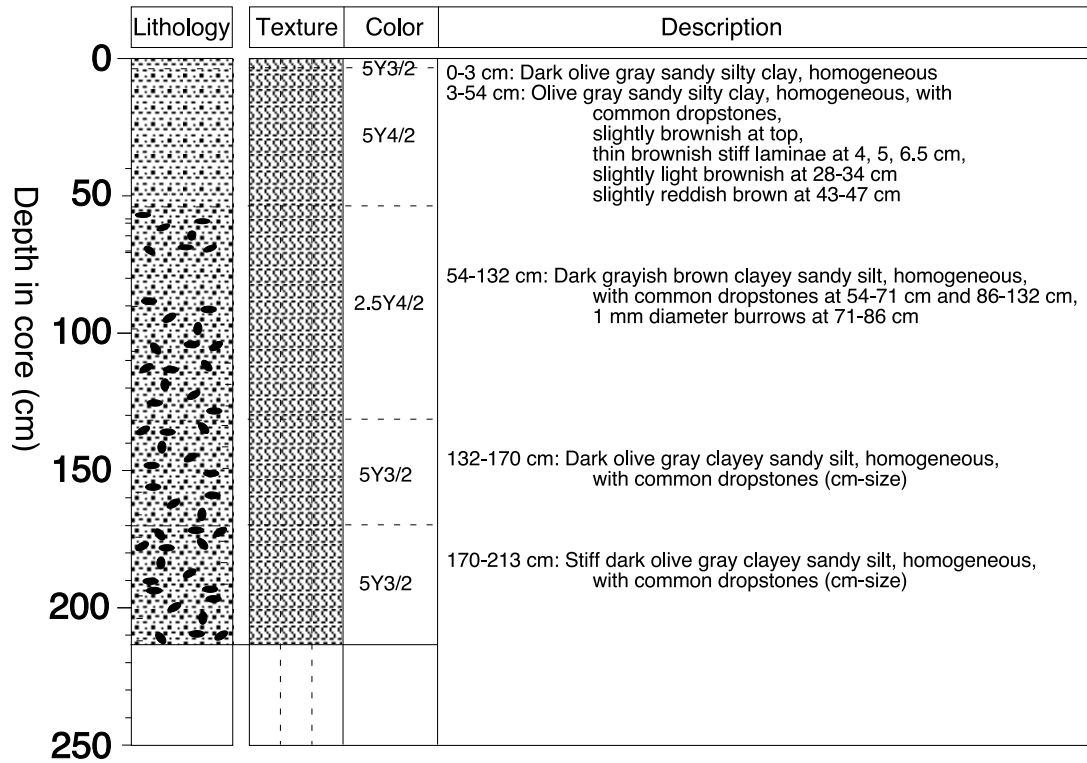 Lithology Texture Color Description
0
50
100
150
200
250
Depth in core (cm)
5Y3/2
5Y4/2
2.5Y4/2
5Y3/2
5Y3/2
0-3 cm: Dark olive gray sandy silty clay, homogeneous
3-54 cm: Olive gray sandy silty clay, homogeneous, with
common dropstones,
slightly brownish at top,
thin brownish stiff laminae at 4, 5, 6.5 cm,
slightly light brownish at 28-34 cm
slightly reddish brown at 43-47 cm
54-132 cm: Dark grayish brown clayey sandy silt, homogeneous,
with common dropstones at 54-71 cm and 86-132 cm,
1 mm diameter burrows at 71-86 cm
132-170 cm: Dark olive gray clayey sandy silt, homogeneous,
with common dropstones (cm-size)
170-213 cm: Stiff dark olive gray clayey sandy silt, homogeneous,
with common dropstones (cm-size)